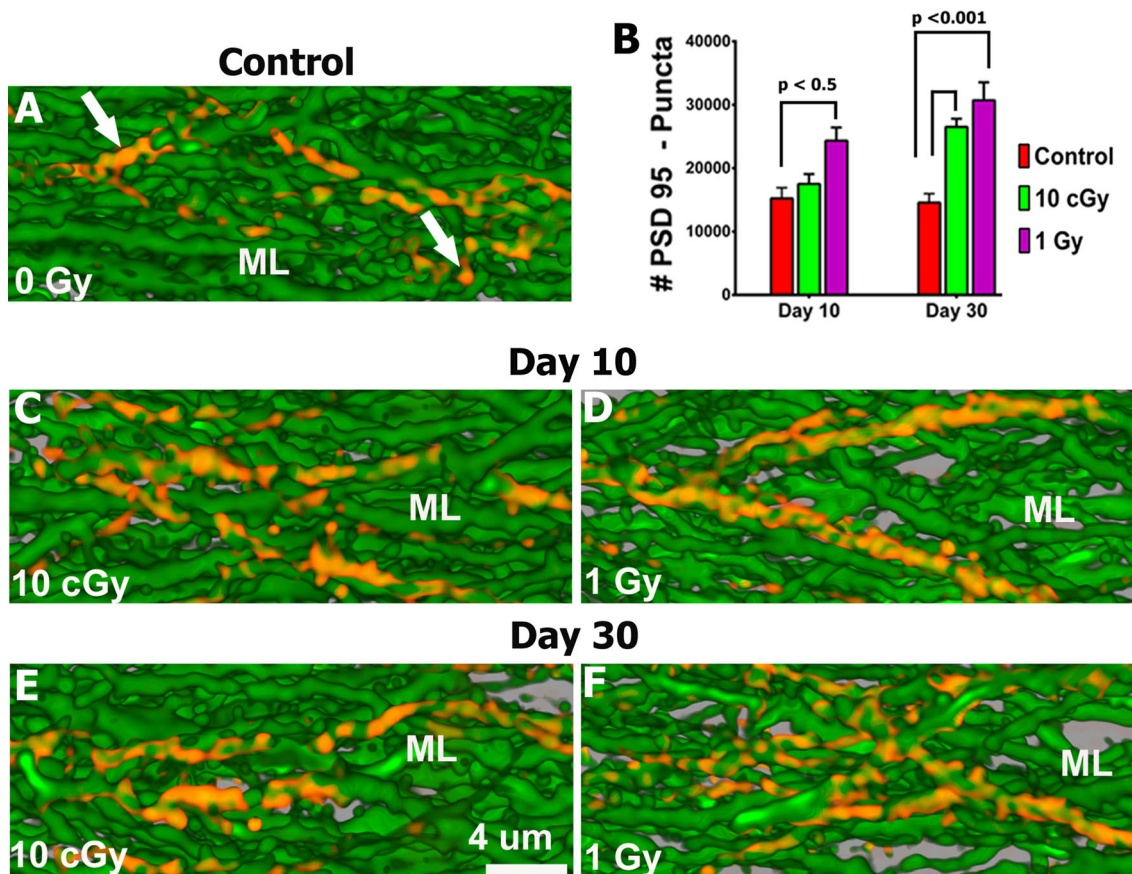 Control
A
0 Gy
ML
B
# PSD 95 - Puncta
40000
30000
20000
10000
0
p < 0.5
p <0.001
Day 10
Day 30
Control
10 cGy
1 Gy
Day 10
C
10 cGy
ML
D
1 Gy
ML
Day 30
E
10 cGy
ML
4 um
F
1 Gy
ML